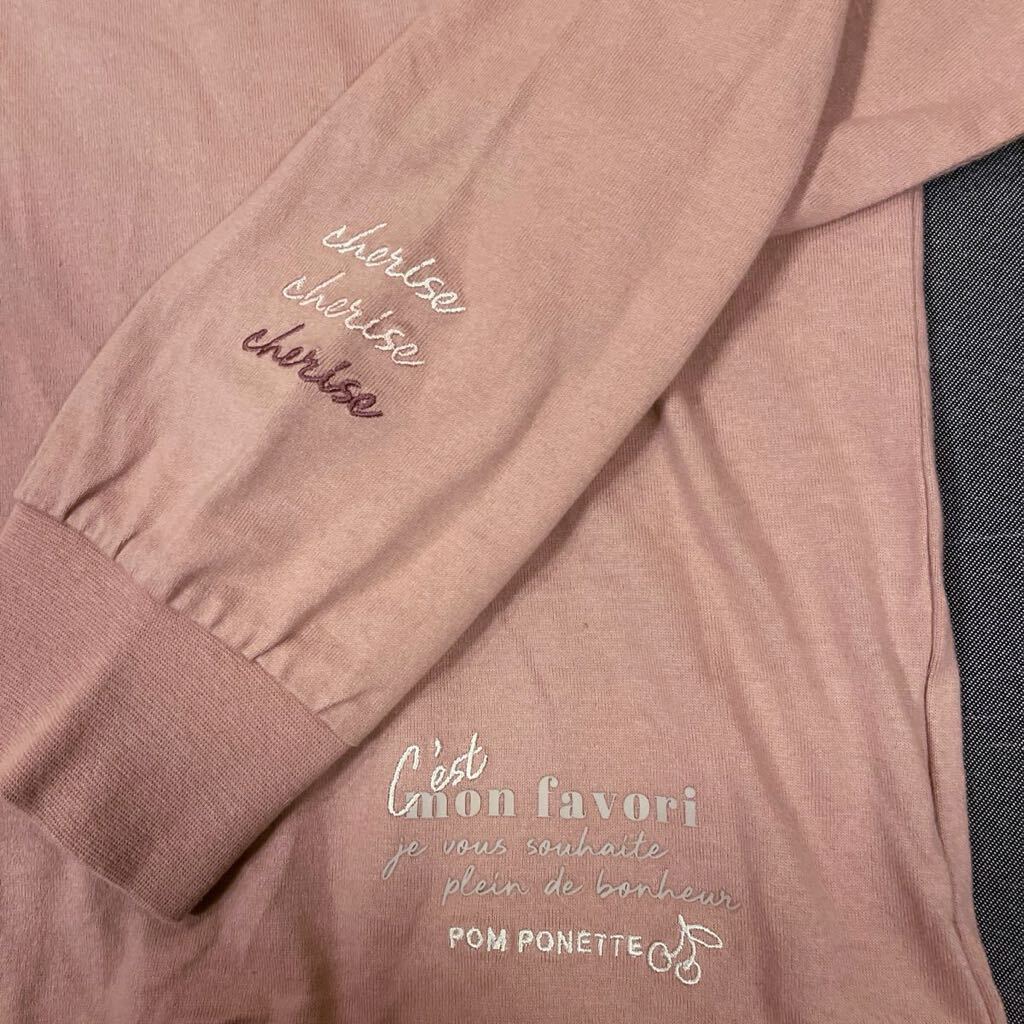 cherise
cherise
cherise
C'est
mon favori
je vous souhaite
plein de bonheur
POM PONETTE